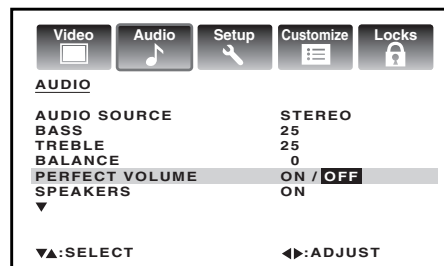 Video Audio Setup Customize Locks
AUDIO
AUDIO SOURCE STEREO
BASS 25
TREBLE 25
BALANCE 0
PERFECT VOLUME ON / OFF
SPEAKERS ON
▼
▼▲:SELECT ◀▶:ADJUST